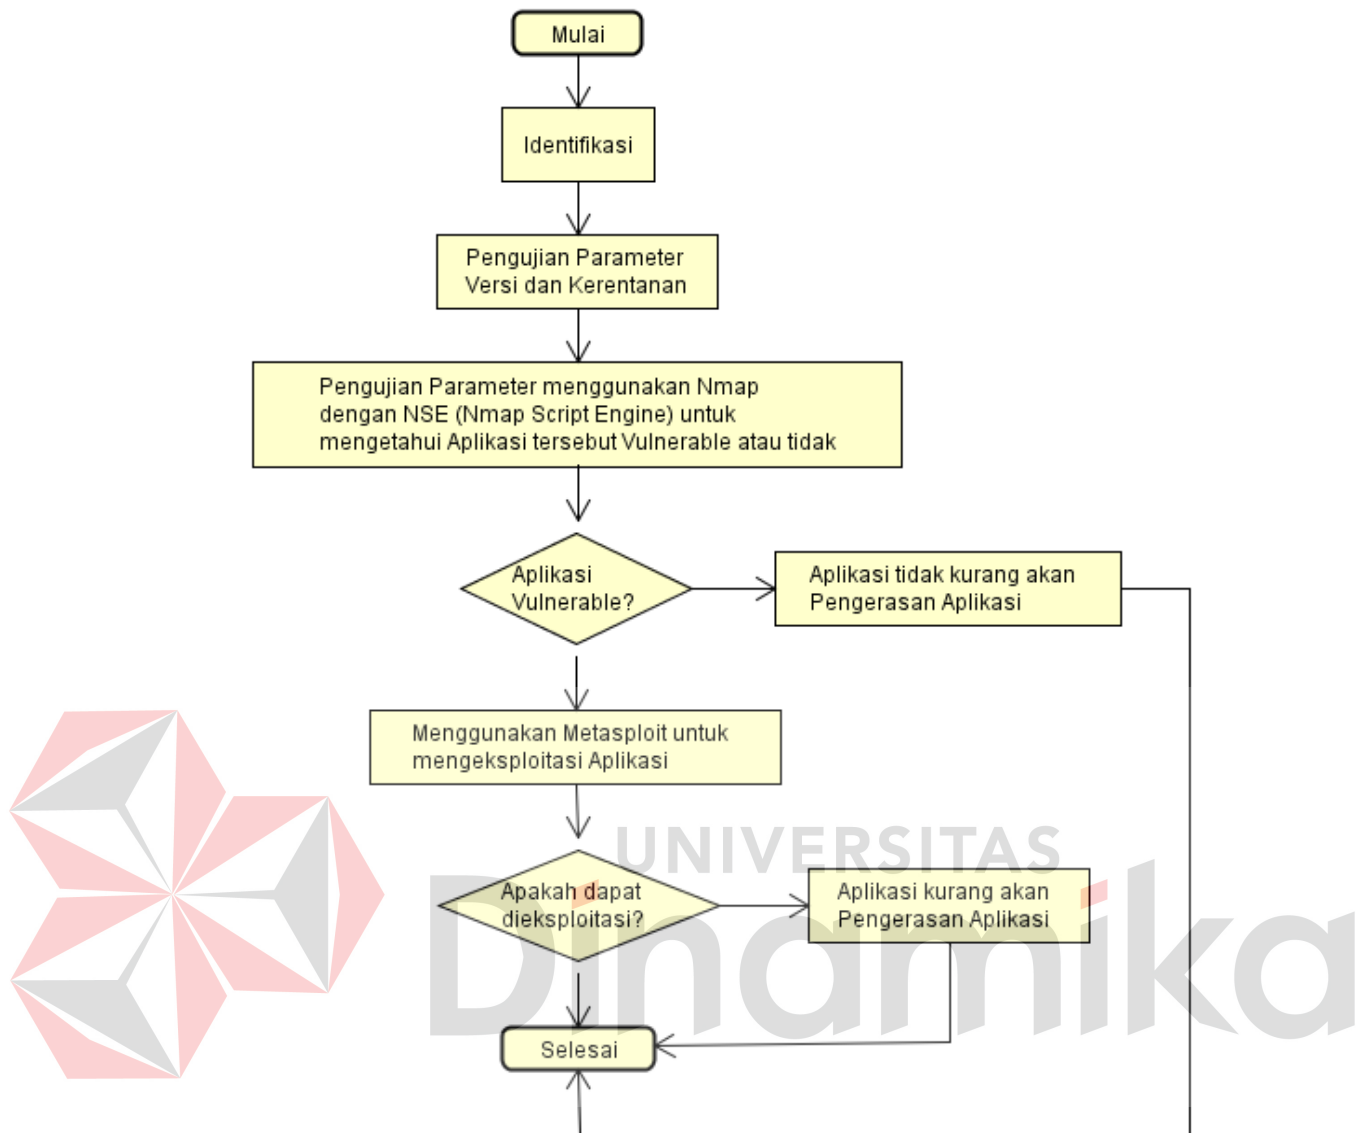 Mulai
Identifikasi
Pengujian Parameter
Versi dan Kerentanan
Pengujian Parameter menggunakan Nmap
dengan NSE (Nmap Script Engine) untuk
mengetahui Aplikasi tersebut Vulnerable atau tidak
Aplikasi
Vulnerable?
Aplikasi tidak kurang akan
Pengerasan Aplikasi
Menggunakan Metasploit untuk
mengeksploitasi Aplikasi
UNIVERSITAS
Dinamika
Apakah dapat
dieksploitasi?
Aplikasi kurang akan
Pengerasan Aplikasi
Selesai